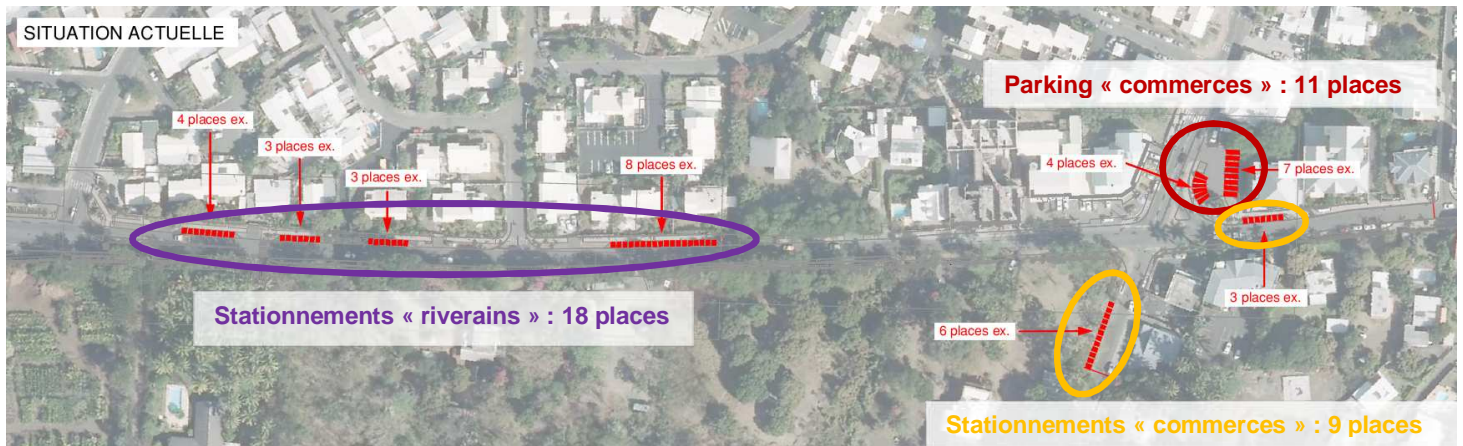 SITUATION ACTUELLE
Parking « commerces » : 11 places
4 places ex.
3 places ex.
3 places ex.
8 places ex.
4 places ex.
7 places ex.
3 places ex.
Stationnements « riverains » : 18 places
6 places ex.
Stationnements « commerces » : 9 places